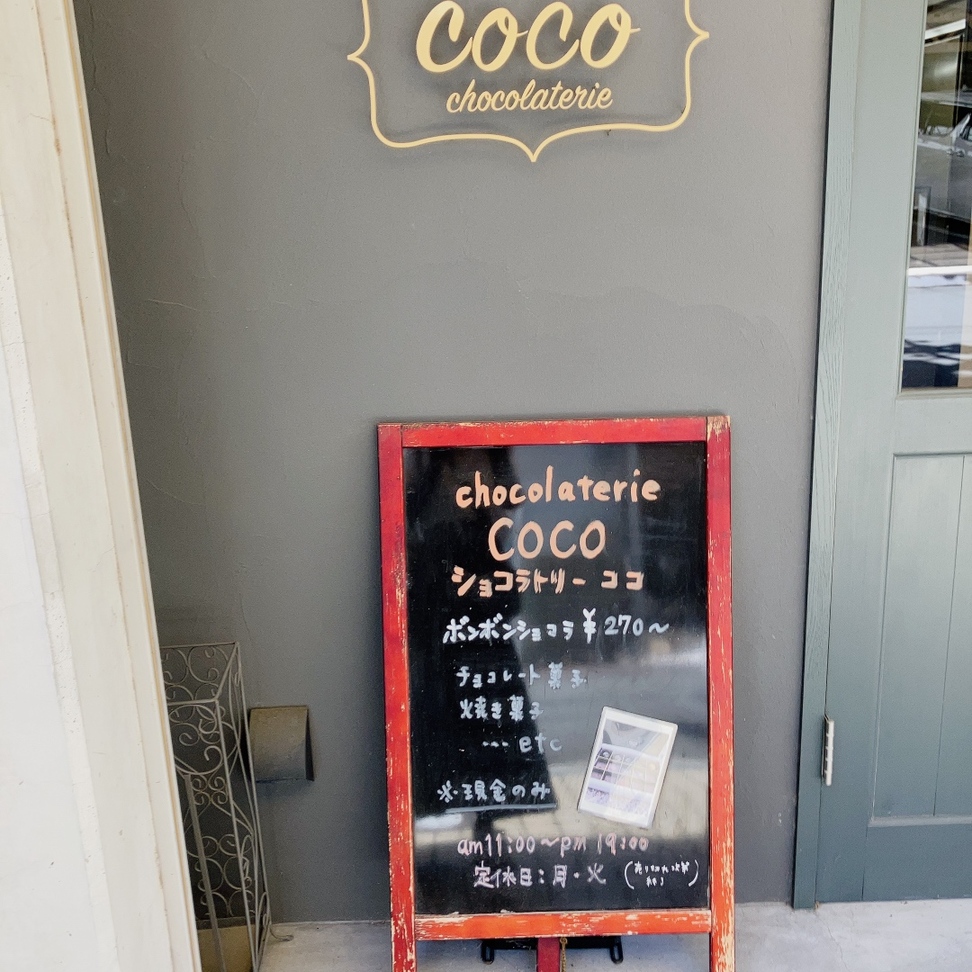 COCO
chocolaterie
chocolaterie
COCO
ショコラトリー ココ
ボンボンショコラ ¥270〜
チョコレート菓子
焼き菓子
… etc
※現金のみ
am11:00〜pm19:00
定休日:月・火